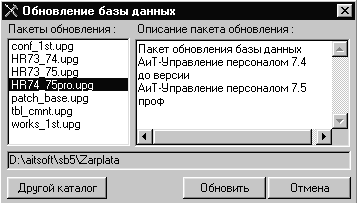 Обновление базы данных
Пакеты обновления :
Описание пакета обновления :
conf_1st.upg
HR73_74.upg
HR73_75.upg
HR74_75pro.upg
patch_base.upg
tbl_cmnt.upg
works_1st.upg
Пакет обновления базы данных
АиТ-Управление персоналом 7.4
до версии
АиТ-Управление персоналом 7.5
проф
D:\aitsoft\sb5\Zarplata
Другой каталог
Обновить
Отмена